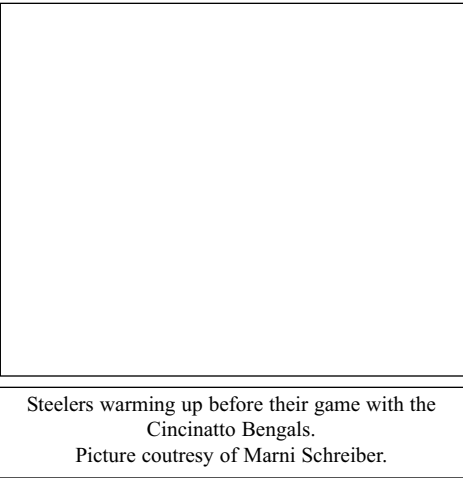 Steelers warming up before their game with the
Cincinatto Bengals.
Picture coutresy of Marni Schreiber.